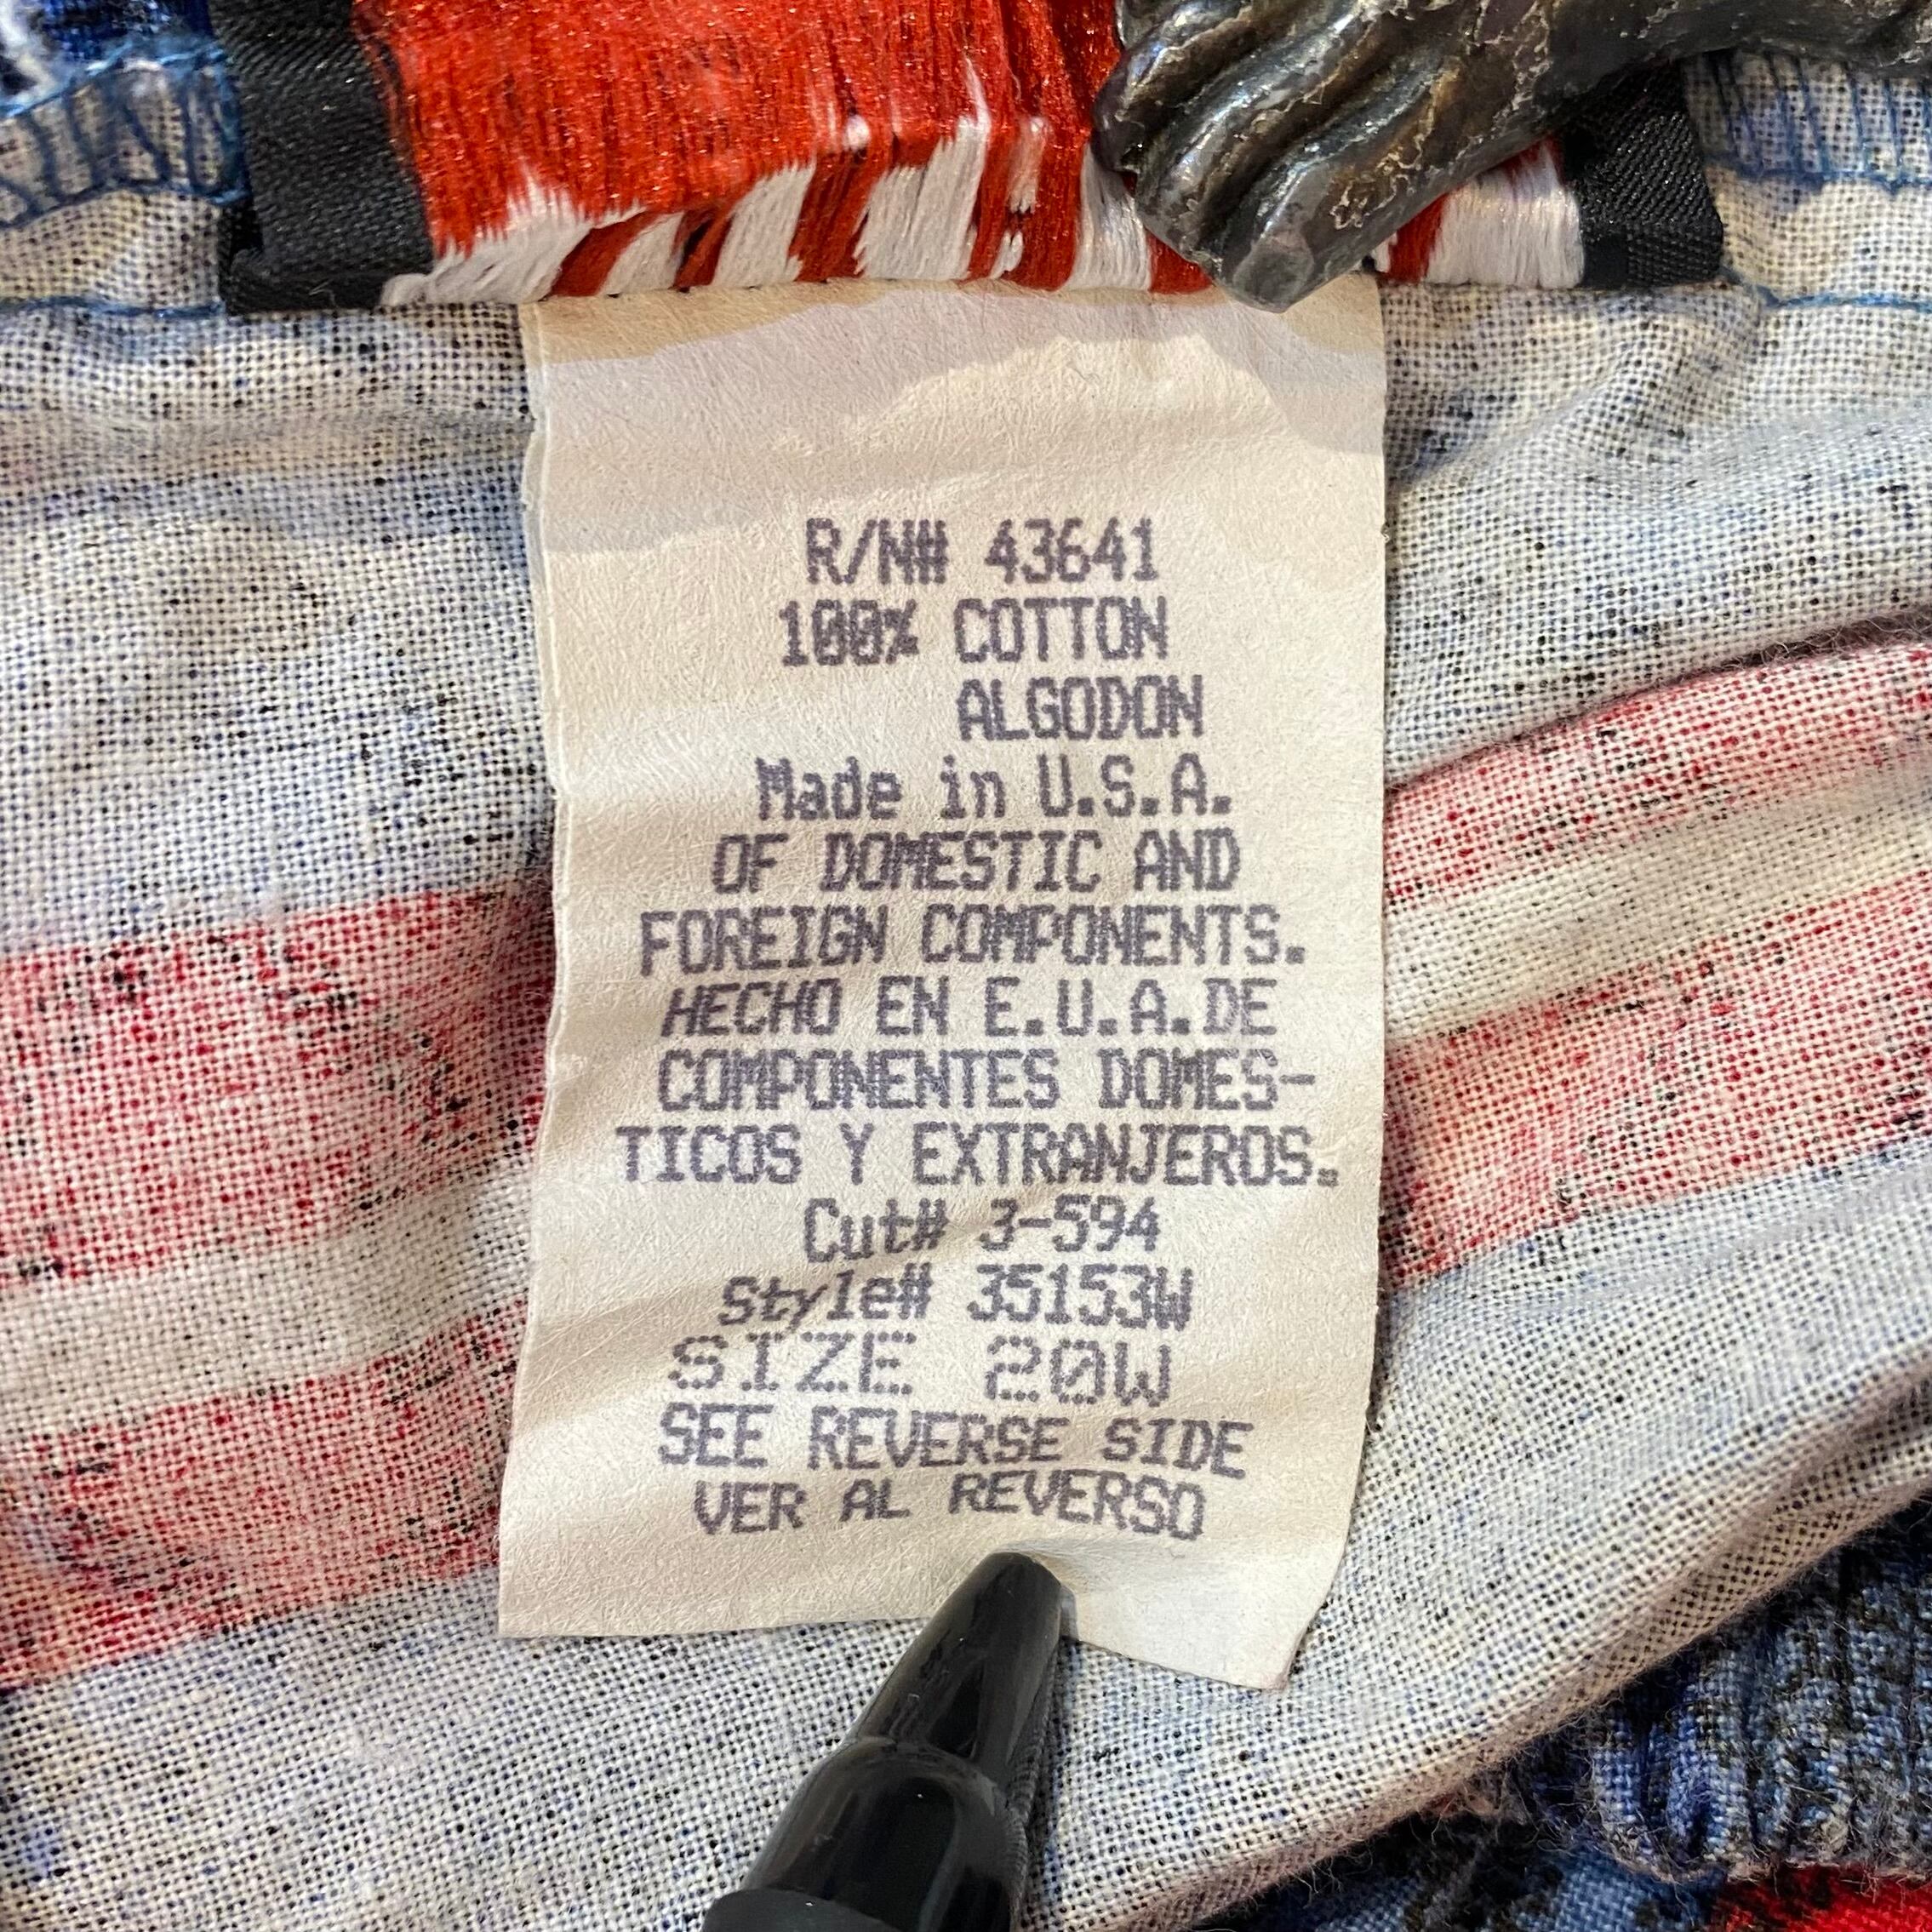 R/N# 43641
100% COTTON
ALGODON
Made in U.S.A.
OF DOMESTIC AND
FOREIGN COMPONENTS.
HECHO EN E.U.A.DE
COMPONENTES DOMES-
TICOS Y EXTRANJEROS.
Cut# 3-594
Style# 35153W
SIZE 20W
SEE REVERSE SIDE
VER AL REVERSO